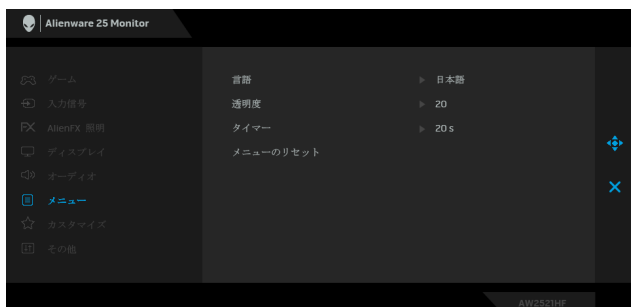 Alienware 25 Monitor
ゲーム
入力信号
FX AlienFX 照明
ディスプレイ
オーディオ
メニュー
カスタマイズ
その他
言語 日本語
透明度 20
タイマー 20 s
メニューのリセット
AW2521HF